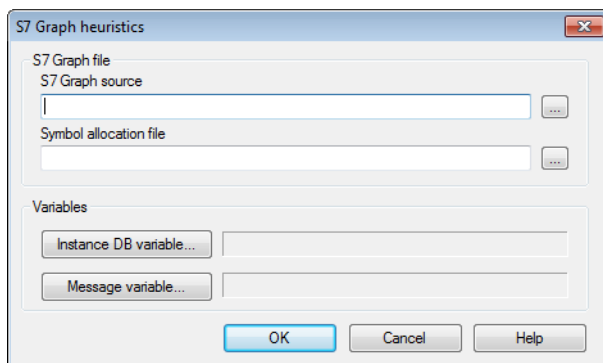 S7 Graph heuristics
S7 Graph file
S7 Graph source
...
Symbol allocation file
...
Variables
Instance DB variable...
Message variable...
OK Cancel Help